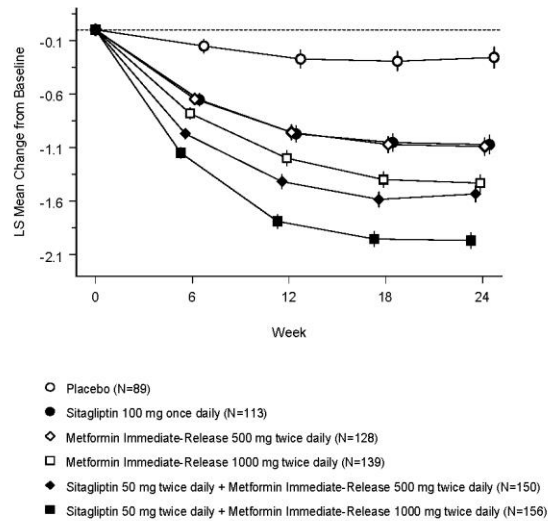 LS Mean Change from Baseline
-0.1
-0.6
-1.1
-1.6
-2.1
0 6 12 18 24
Week
Placebo (N=89)
Sitagliptin 100 mg once daily (N=113)
Metformin Immediate-Release 500 mg twice daily (N=128)
Metformin Immediate-Release 1000 mg twice daily (N=139)
Sitagliptin 50 mg twice daily + Metformin Immediate-Release 500 mg twice daily (N=150)
Sitagliptin 50 mg twice daily + Metformin Immediate-Release 1000 mg twice daily (N=156)